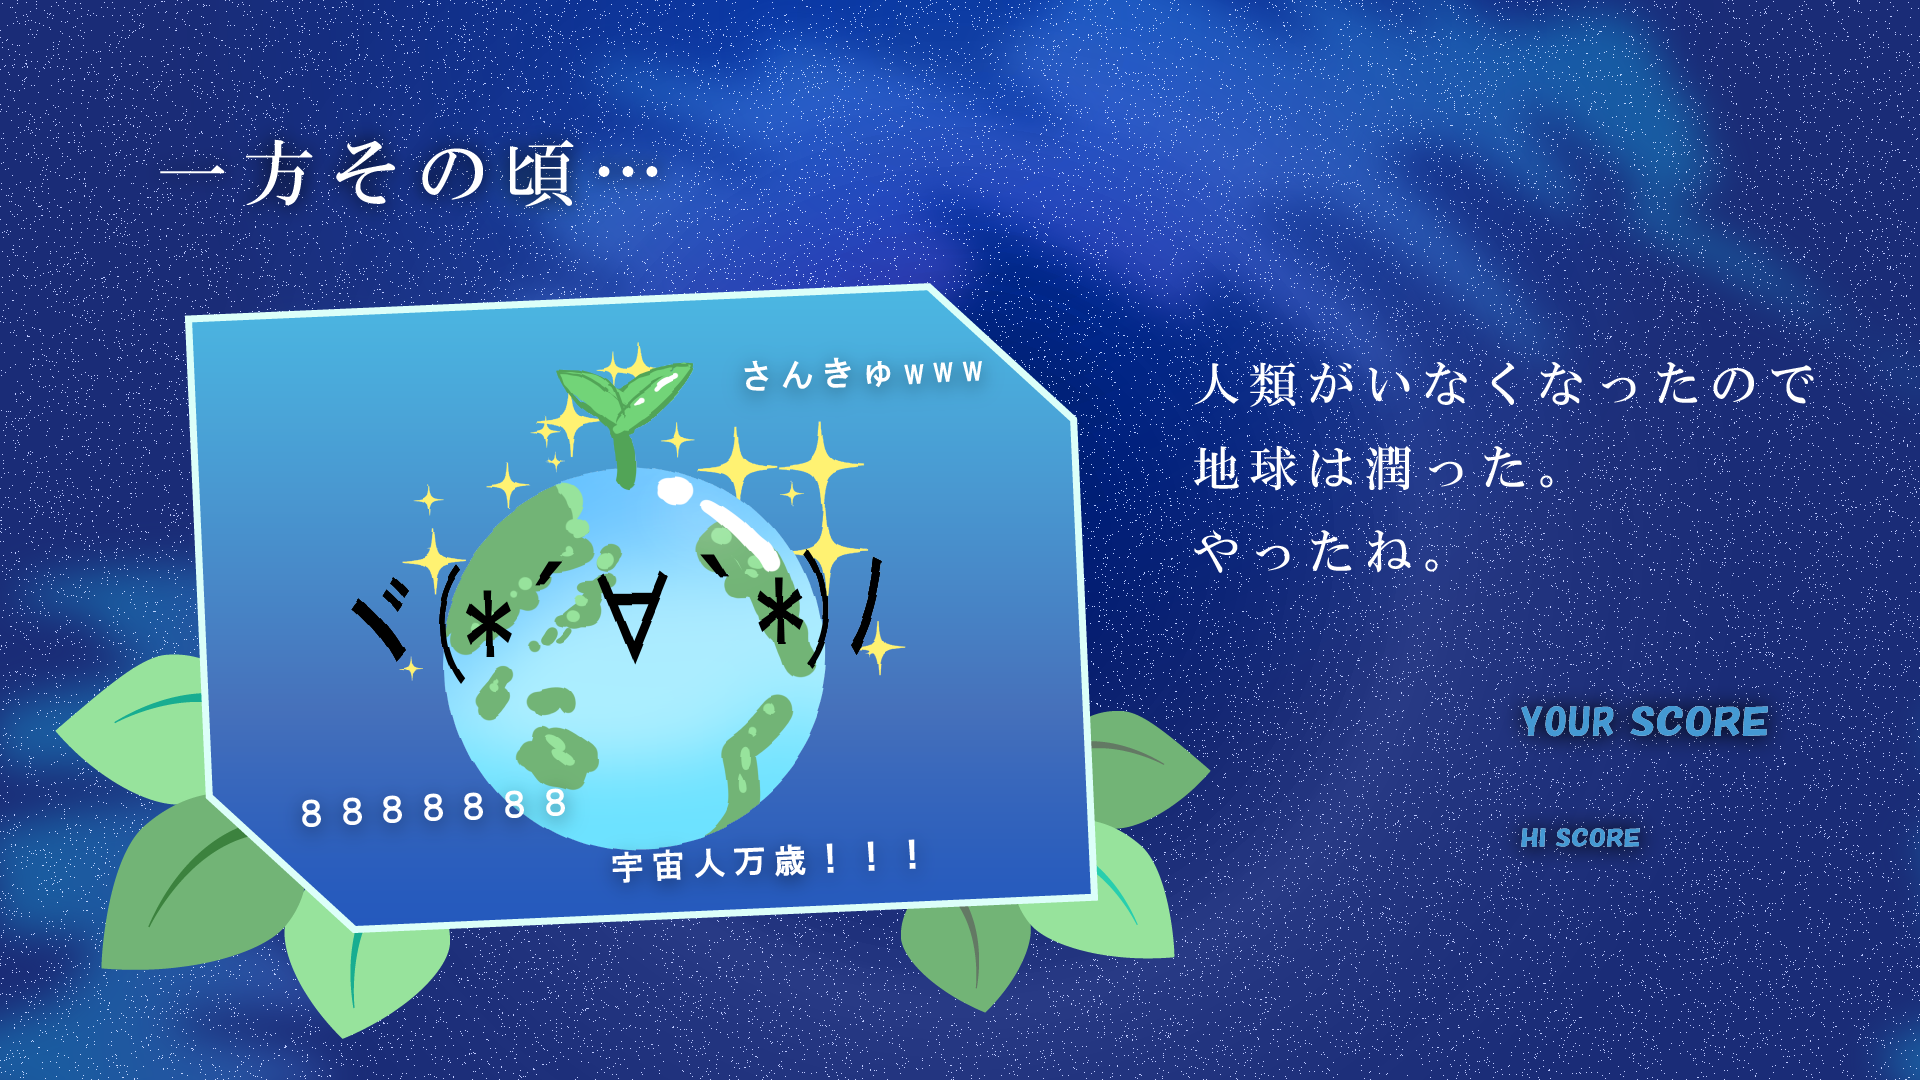 一方その頃…
さんきゅwww
ヾ(*´∀`*)ノ
8888888
宇宙人万歳！！！
人類がいなくなったので
地球は潤った。
やったね。
YOUR SCORE
HI SCORE